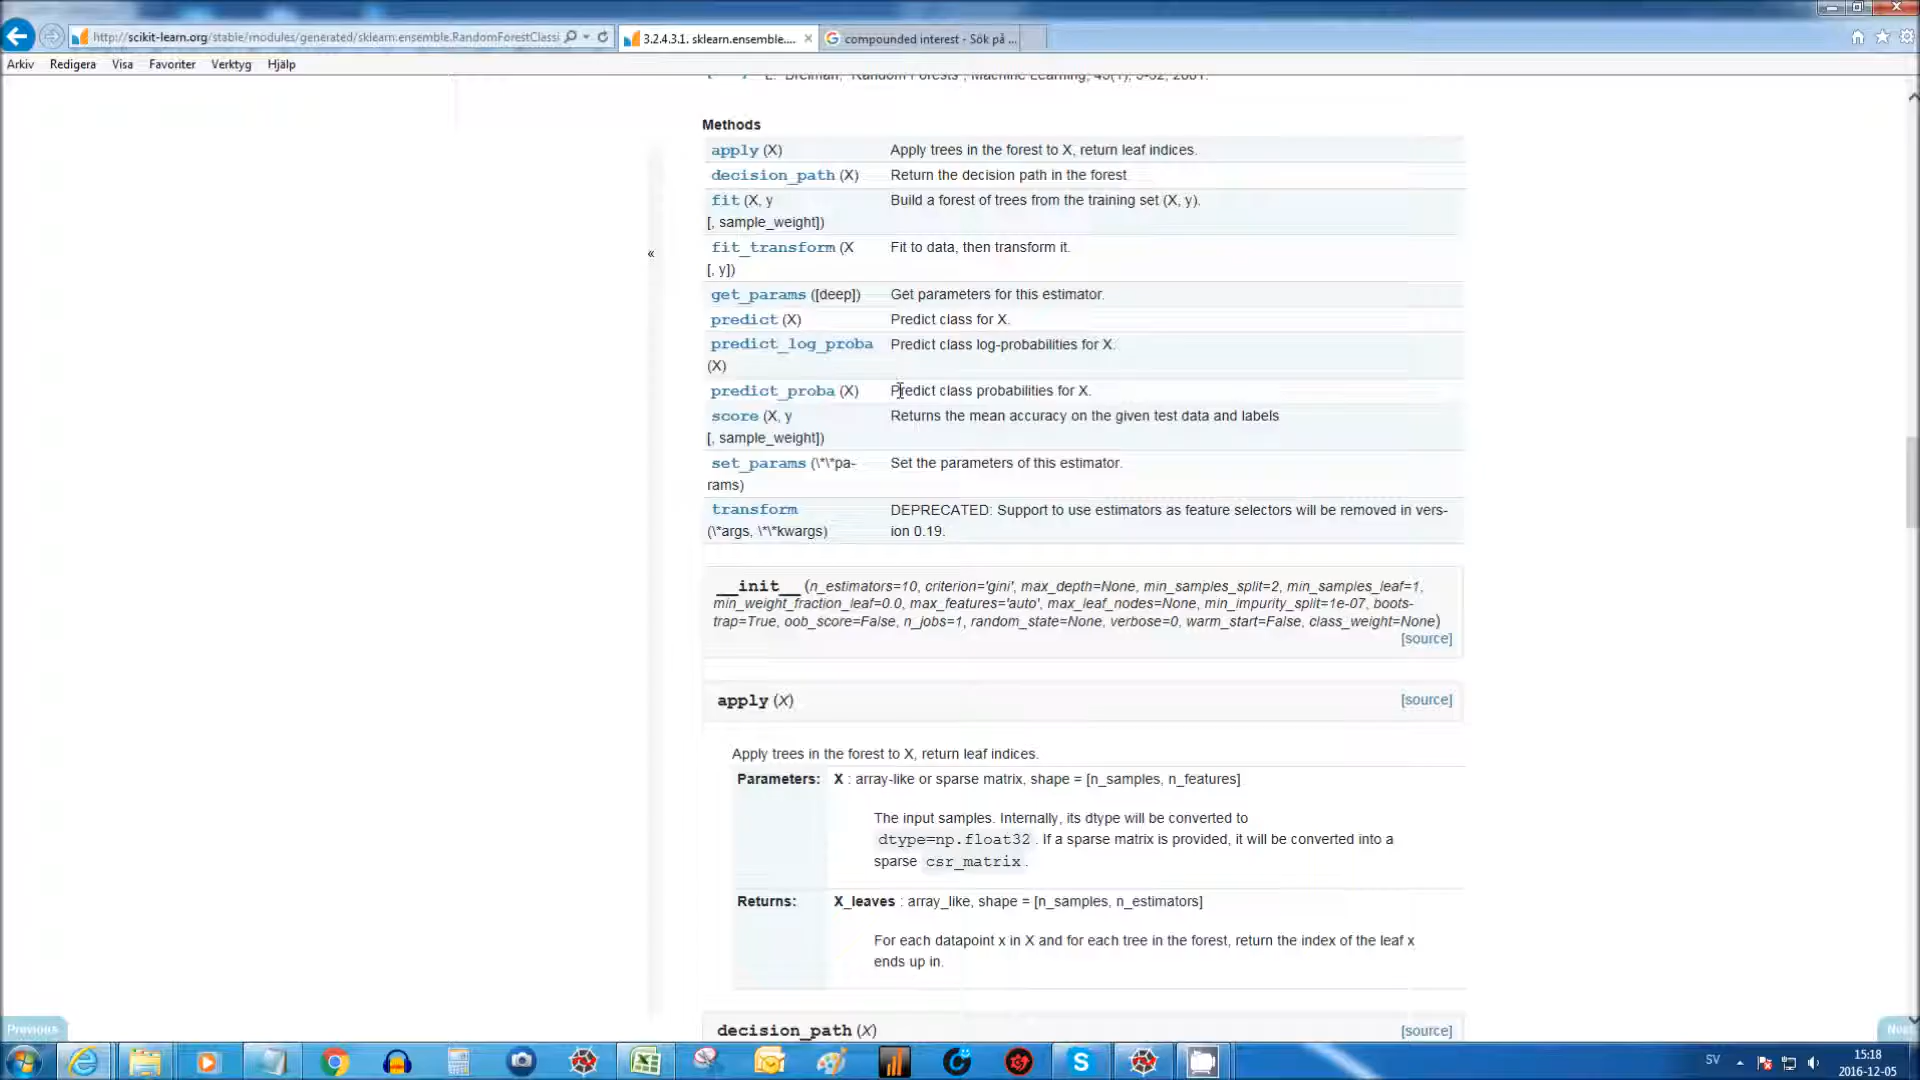 http://scikit-learn.org/stable/modules/generated/sklearn.ensemble.RandomForestClassi
3.2.4.3.1. sklearn.ensemble....
compounded interest - Sök på ...
Arkiv Redigera Visa Favoriter Verktyg Hjälp
L. Breiman, "Random Forests", Machine Learning, 45(1), 5-32, 2001.
Methods
apply (X) Apply trees in the forest to X, return leaf indices.
decision_path (X) Return the decision path in the forest
fit (X, y Build a forest of trees from the training set (X, y).
[, sample_weight])
«
fit_transform (X Fit to data, then transform it.
[, y])
get_params ([deep]) Get parameters for this estimator.
predict (X) Predict class for X.
predict_log_proba Predict class log-probabilities for X.
(X)
predict_proba (X) Predict class probabilities for X.
score (X, y Returns the mean accuracy on the given test data and labels
[, sample_weight])
set_params (\*\*pa- Set the parameters of this estimator.
rams)
transform DEPRECATED: Support to use estimators as feature selectors will be removed in vers-
(\*args, \*\*kwargs) ion 0.19.
__init__ (n_estimators=10, criterion='gini', max_depth=None, min_samples_split=2, min_samples_leaf=1,
min_weight_fraction_leaf=0.0, max_features='auto', max_leaf_nodes=None, min_impurity_split=1e-07, boots-
trap=True, oob_score=False, n_jobs=1, random_state=None, verbose=0, warm_start=False, class_weight=None)
[source]
apply (X) [source]
Apply trees in the forest to X, return leaf indices.
Parameters: X : array-like or sparse matrix, shape = [n_samples, n_features]
The input samples. Internally, its dtype will be converted to
dtype=np.float32 . If a sparse matrix is provided, it will be converted into a
sparse csr_matrix .
Returns: X_leaves : array_like, shape = [n_samples, n_estimators]
For each datapoint x in X and for each tree in the forest, return the index of the leaf x
ends up in.
decision_path (X) [source]
Previous
SV
15:18
2016-12-05